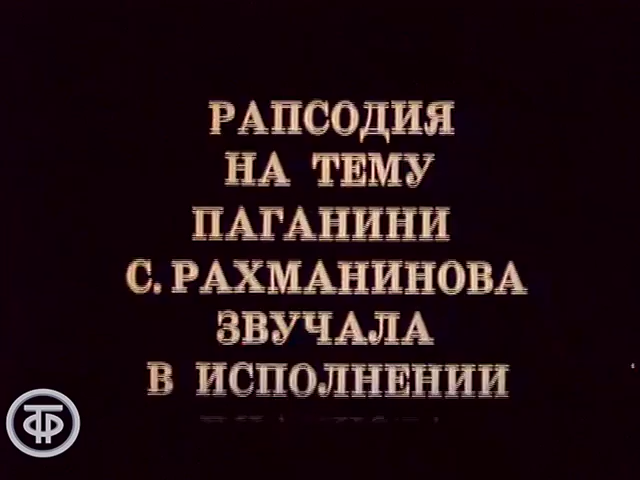 РАПСОДИЯ
НА ТЕМУ
ПАГАНИНИ
С. РАХМАНИНОВА
ЗВУЧАЛА
В ИСПОЛНЕНИИ